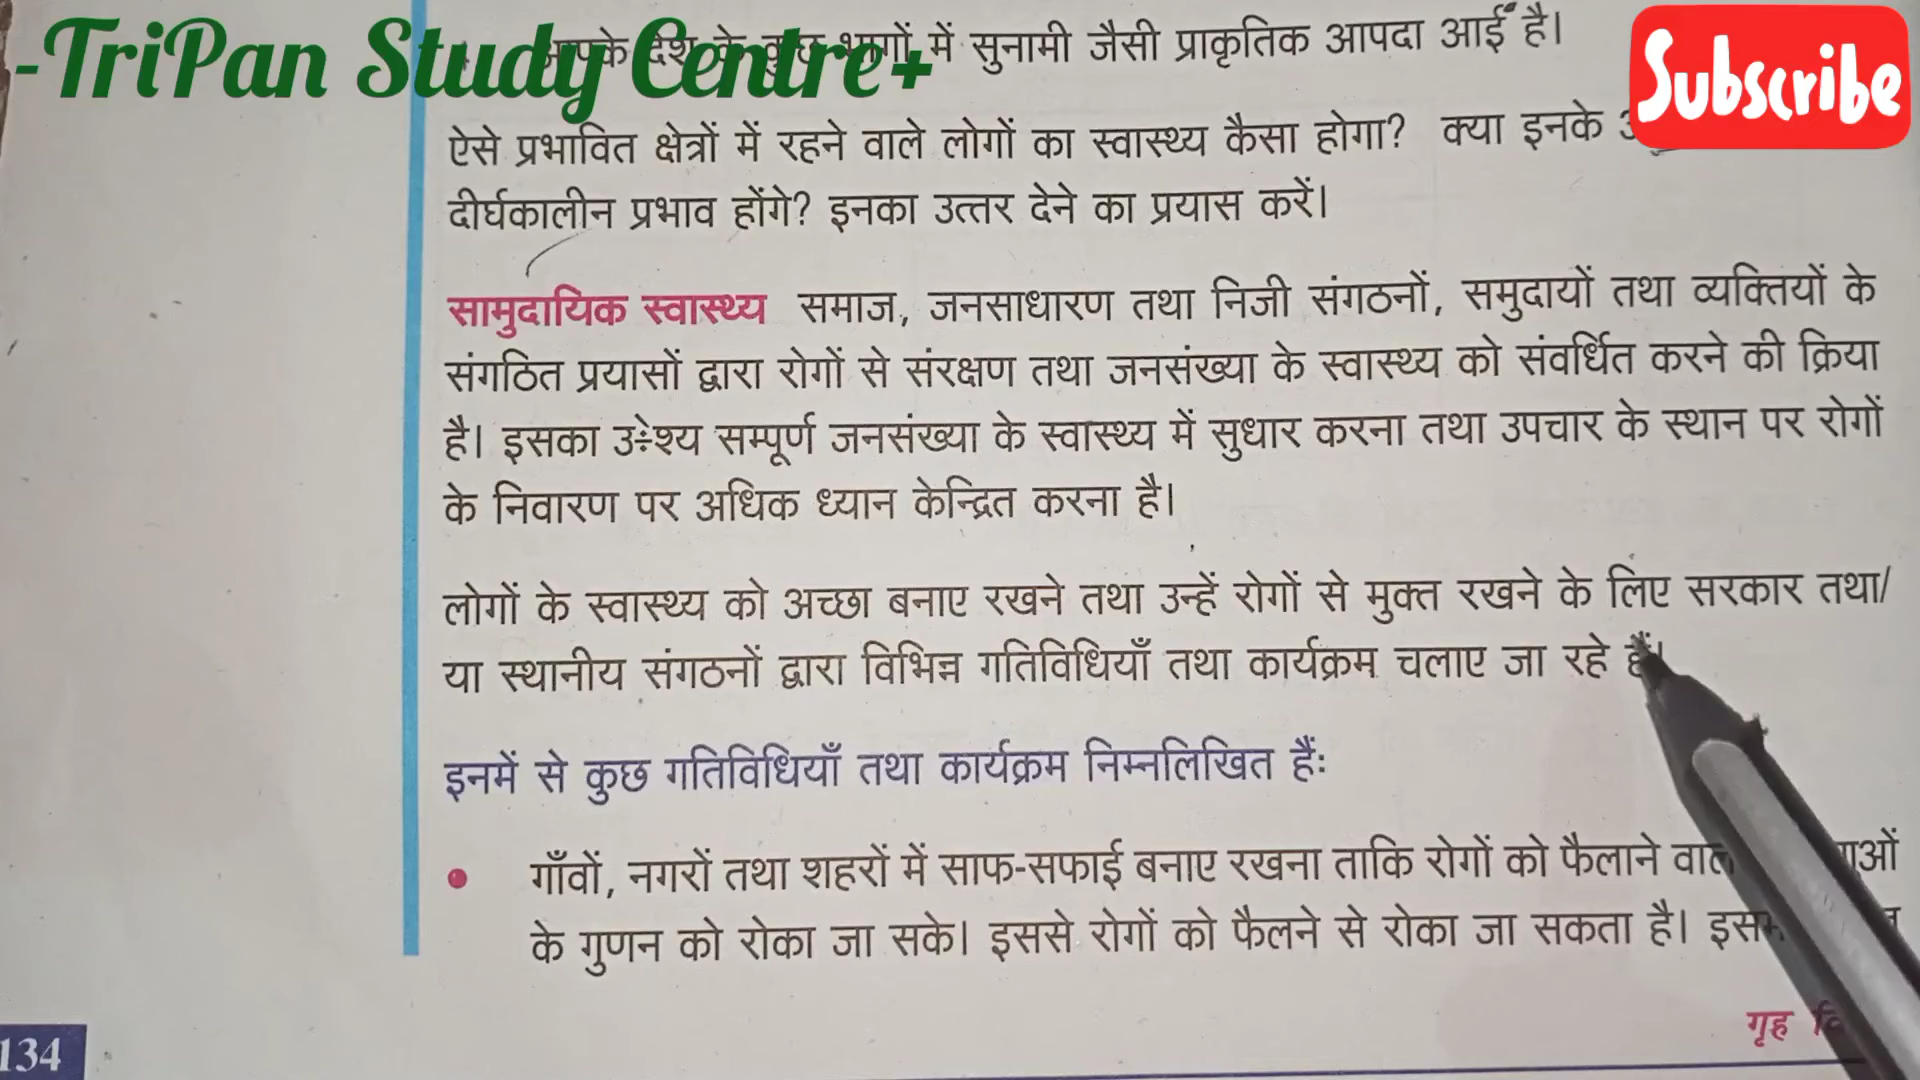 -TriPan Study Centre+
Subscribe
आपके देश के कुछ भागों में सुनामी जैसी प्राकृतिक आपदा आई है।
ऐसे प्रभावित क्षेत्रों में रहने वाले लोगों का स्वास्थ्य कैसा होगा? क्या इनके
दीर्घकालीन प्रभाव होंगे? इनका उत्तर देने का प्रयास करें।
सामुदायिक स्वास्थ्य समाज, जनसाधारण तथा निजी संगठनों, समुदायों तथा व्यक्तियों के
संगठित प्रयासों द्वारा रोगों से संरक्षण तथा जनसंख्या के स्वास्थ्य को संवर्धित करने की क्रिया
है। इसका उ÷श्य सम्पूर्ण जनसंख्या के स्वास्थ्य में सुधार करना तथा उपचार के स्थान पर रोगों
के निवारण पर अधिक ध्यान केन्द्रित करना है।
लोगों के स्वास्थ्य को अच्छा बनाए रखने तथा उन्हें रोगों से मुक्त रखने के लिए सरकार तथा/
या स्थानीय संगठनों द्वारा विभिन्न गतिविधियाँ तथा कार्यक्रम चलाए जा रहे हैं।
इनमें से कुछ गतिविधियाँ तथा कार्यक्रम निम्नलिखित हैंः
• गाँवों, नगरों तथा शहरों में साफ-सफाई बनाए रखना ताकि रोगों को फैलाने
के गुणन को रोका जा सके। इससे रोगों को फैलने से रोका जा सकता है।
गृह
134